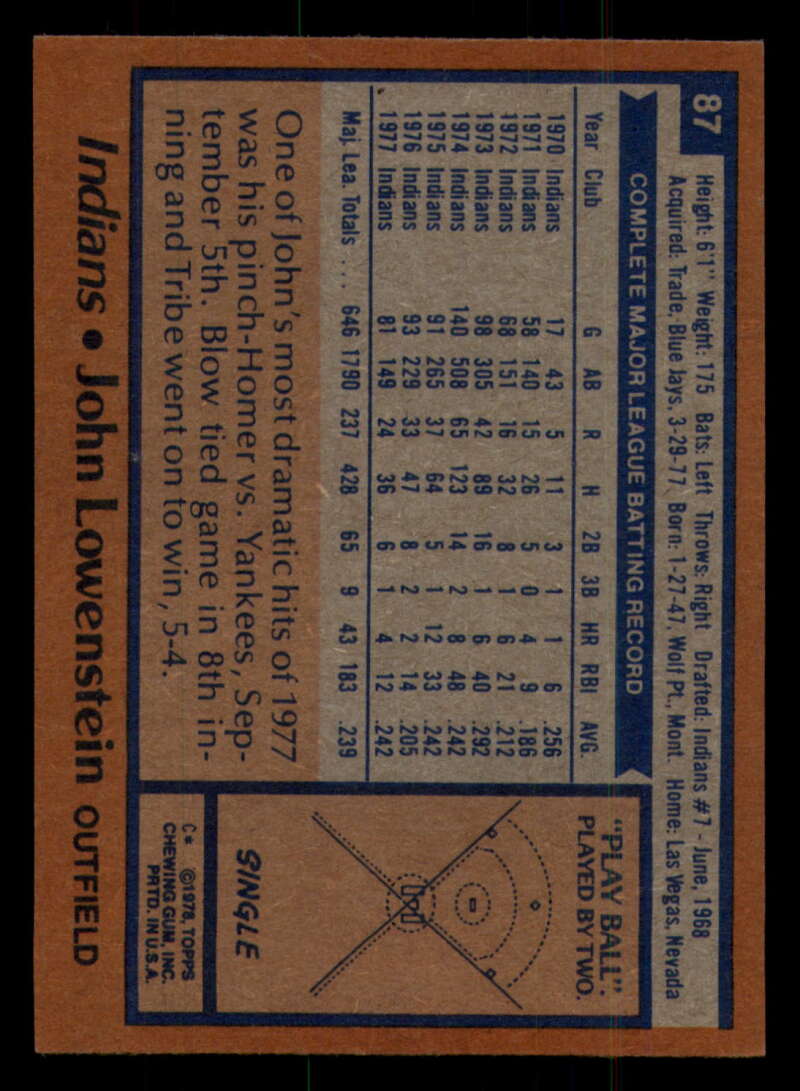 87
Height: 6'1" Weight: 175 Bats: Left Throws: Right Drafted: Indians #7 - June, 1968
Acquired: Trade, Blue Jays, 3-29-77 Born: 1-27-47, Wolf Pt., Mont. Home: Las Vegas, Nevada
COMPLETE MAJOR LEAGUE BATTING RECORD
Year Club G AB R H 2B 3B HR RBI AVG.
1970 Indians 17 43 5 11 3 1 1 6 .256
1971 Indians 58 140 15 26 5 0 4 9 .186
1972 Indians 68 151 16 32 8 1 6 21 .212
1973 Indians 98 305 42 89 16 1 6 40 .292
1974 Indians 140 508 65 123 14 2 8 48 .242
1975 Indians 91 265 37 64 5 1 12 33 .242
1976 Indians 93 229 33 47 8 2 2 14 .205
1977 Indians 81 149 24 36 6 1 4 12 .242
Maj. Lea. Totals ... 646 1790 237 428 65 9 43 183 .239
One of John's most dramatic hits of 1977
was his pinch-Homer vs. Yankees, Sep-
tember 5th. Blow tied game in 8th in-
ning and Tribe went on to win, 5-4.
"PLAY BALL":
PLAYED BY TWO.
SINGLE
C* ©1978, TOPPS
CHEWING GUM, INC.
PRTD. IN U.S.A.
Indians • John Lowenstein OUTFIELD